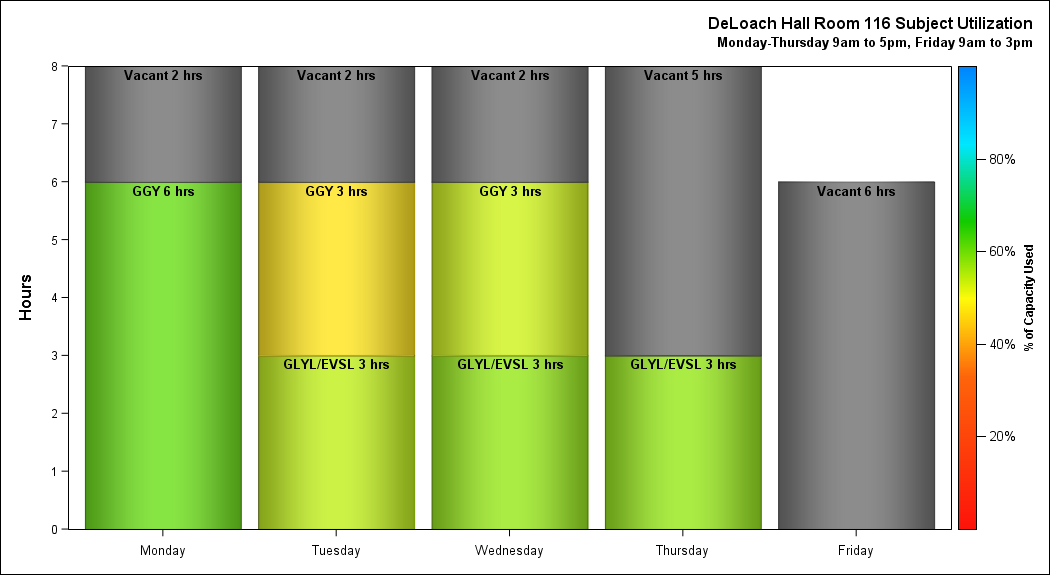 DeLoach Hall Room 116 Subject Utilization
Monday-Thursday 9am to 5pm, Friday 9am to 3pm
Hours
8
7
6
5
4
3
2
1
0
Vacant 2 hrs
GGY 6 hrs
Vacant 2 hrs
GGY 3 hrs
GLYL/EVSL 3 hrs
Vacant 2 hrs
GGY 3 hrs
GLYL/EVSL 3 hrs
Vacant 5 hrs
GLYL/EVSL 3 hrs
Vacant 6 hrs
Monday
Tuesday
Wednesday
Thursday
Friday
80%
60%
40%
20%
% of Capacity Used